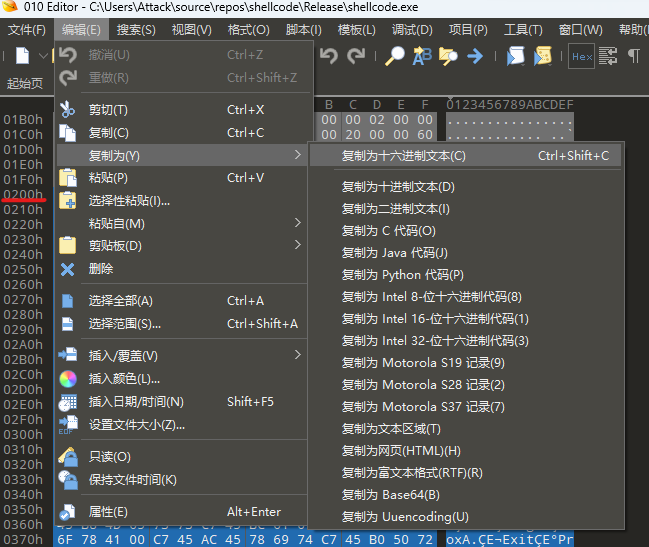 010 Editor - C:\Users\Attack\source\repos\shellcode\Release\shellcode.exe
文件(F) 编辑(E) 搜索(S) 视图(V) 格式(O) 脚本(I) 模板(L) 调试(D) 项目(P) 工具(T) 窗口(W) 帮助(H)
起始页
撤消(U) Ctrl+Z
重做(R) Ctrl+Shift+Z
剪切(T) Ctrl+X
复制(C) Ctrl+C
复制为(Y)
粘贴(P) Ctrl+V
选择性粘贴(I)...
粘贴自(M)
剪贴板(D)
删除
选择全部(A) Ctrl+A
选择范围(S)... Ctrl+Shift+A
插入/覆盖(V)
插入颜色(L)...
插入日期/时间(N) Shift+F5
设置文件大小(Z)...
只读(O)
保持文件时间(K)
属性(E) Alt+Enter
Hex
B C D E F 0123456789ABCDEF
00 00 02 00 00 ................
00 20 00 00 60
复制为十六进制文本(C) Ctrl+Shift+C
复制为十进制文本(D)
复制为二进制文本(I)
复制为 C 代码(O)
复制为 Java 代码(J)
复制为 Python 代码(P)
复制为 Intel 8-位十六进制代码(8)
复制为 Intel 16-位十六进制代码(1)
复制为 Intel 32-位十六进制代码(3)
复制为 Motorola S19 记录(9)
复制为 Motorola S28 记录(2)
复制为 Motorola S37 记录(7)
复制为文本区域(T)
复制为网页(HTML)(H)
复制为富文本格式(RTF)(R)
复制为 Base64(B)
复制为 Uuencoding(U)
01B0h
01C0h
01D0h
01E0h
01F0h
0200h
0210h
0220h
0230h
0240h
0250h
0260h
0270h
0280h
0290h
02A0h
02B0h
02C0h
02D0h
02E0h
02F0h
0300h
0310h
0320h
0330h
0340h
0350h
0360h
0370h 6F 78 41 00 C7 45 AC 45 78 69 74 C7 45 B0 50 72 oxA.ÇE¬ExitÇE°Pr